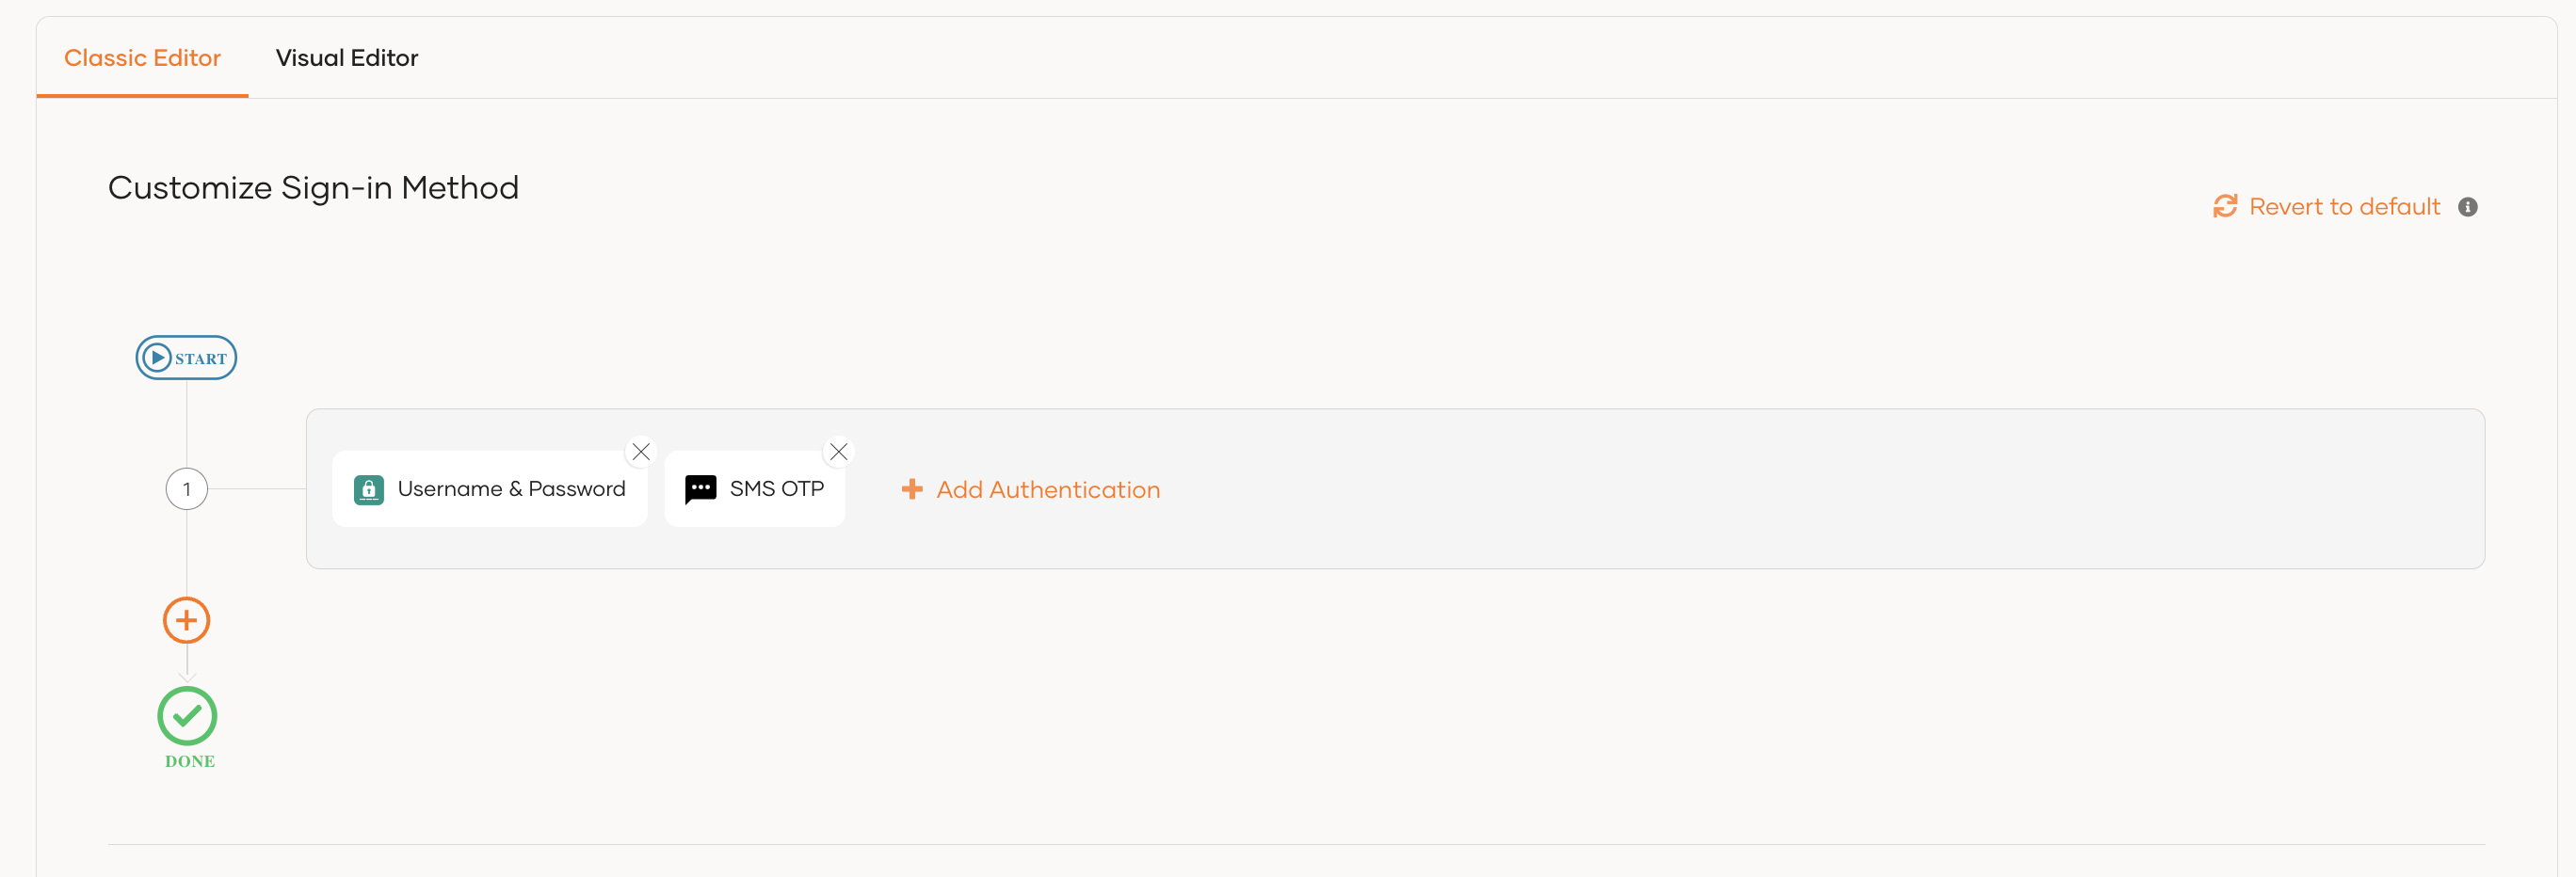 Classic Editor Visual Editor
Customize Sign-in Method
Revert to default
START
1 Username & Password SMS OTP Add Authentication
DONE